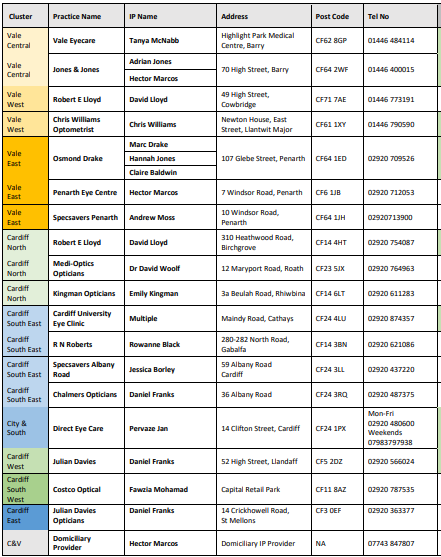 Cluster Practice Name IP Name Address Post Code Tel No
Vale Central Vale Eyecare Tanya McNabb Highlight Park Medical Centre, Barry CF62 8GP 01446 484114
Vale Central Jones & Jones Adrian Jones Hector Marcos 70 High Street, Barry CF64 2WF 01446 400015
Vale West Robert E Lloyd David Lloyd 49 High Street, Cowbridge CF71 7AE 01446 773191
Vale West Chris Williams Optometrist Chris Williams Newton House, East Street, Llantwit Major CF61 1XY 01446 790590
Vale East Osmond Drake Marc Drake Hannah Jones Claire Baldwin 107 Glebe Street, Penarth CF64 1ED 02920 709526
Vale East Penarth Eye Centre Hector Marcos 7 Windsor Road, Penarth CF6 1JB 02920 712053
Vale East Specsavers Penarth Andrew Moss 10 Windsor Road, Penarth CF64 1JH 02920713900
Cardiff North Robert E Lloyd David Lloyd 310 Heathwood Road, Birchgrove CF14 4HT 02920 754087
Cardiff North Medi-Optics Opticians Dr David Woolf 12 Maryport Road, Roath CF23 5JX 02920 764963
Cardiff North Kingman Opticians Emily Kingman 3a Beulah Road, Rhiwbina CF14 6LT 02920 611283
Cardiff South East Cardiff University Eye Clinic Multiple Maindy Road, Cathays CF24 4LU 02920 874357
Cardiff South East R N Roberts Rowanne Black 280-282 North Road, Gabalfa CF14 3BN 02920 621086
Cardiff South East Specsavers Albany Road Jessica Borley 59 Albany Road Cardiff CF24 3LL 02920 437220
Cardiff South East Chalmers Opticians Daniel Franks 36 Albany Road CF24 3RQ 02920 487375
City & South Direct Eye Care Pervaze Jan 14 Clifton Street, Cardiff CF24 1PX Mon-Fri 02920 480600 Weekends 07983797938
Cardiff West Julian Davies Daniel Franks 52 High Street, Llandaff CF5 2DZ 02920 566024
Cardiff South West Costco Optical Fawzia Mohamad Capital Retail Park CF11 8AZ 02920 787535
Cardiff East Julian Davies Opticians Daniel Franks 14 Crickhowell Road, St Mellons CF3 0EF 02920 363377
C&V Domiciliary Provider Hector Marcos Domiciliary IP Provider NA 07743 847807